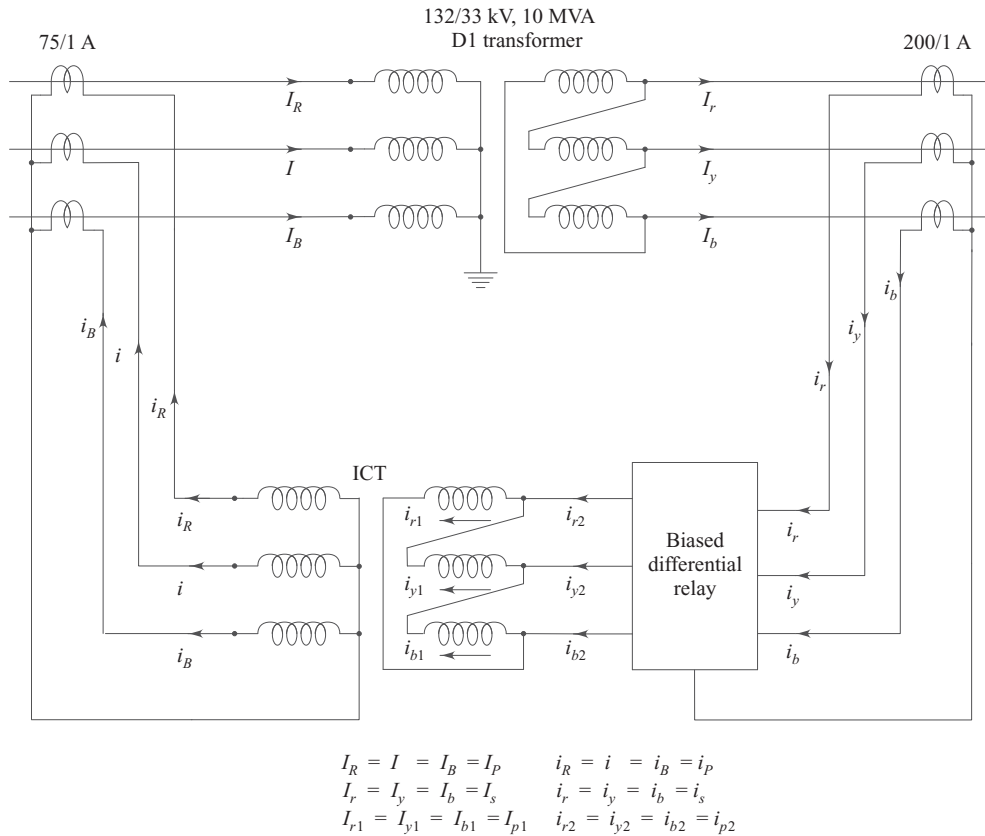 132/33 kV, 10 MVA
D1 transformer
75/1 A
200/1 A
I_R
I_r
I
I_y
I_B
I_b
i_B
i
i_R
i_b
i_y
i_r
ICT
i_R
i_r1
i_r2
i_r
i
i_y1
i_y2
i_y
i_B
i_b1
i_b2
i_b
Biased
differential
relay
I_R = I = I_B = I_P i_R = i = i_B = i_P
I_r = I_y = I_b = I_s i_r = i_y = i_b = i_s
I_r1 = I_y1 = I_b1 = I_p1 i_r2 = i_y2 = i_b2 = i_p2